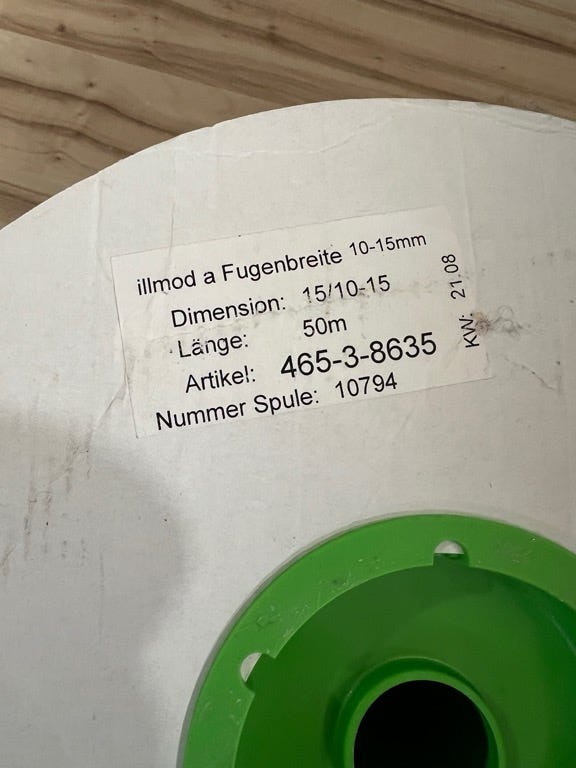 illmod a Fugenbreite 10-15mm
Dimension: 15/10-15
Länge: 50m
Artikel: 465-3-8635
Nummer Spule: 10794
KW: 21.08